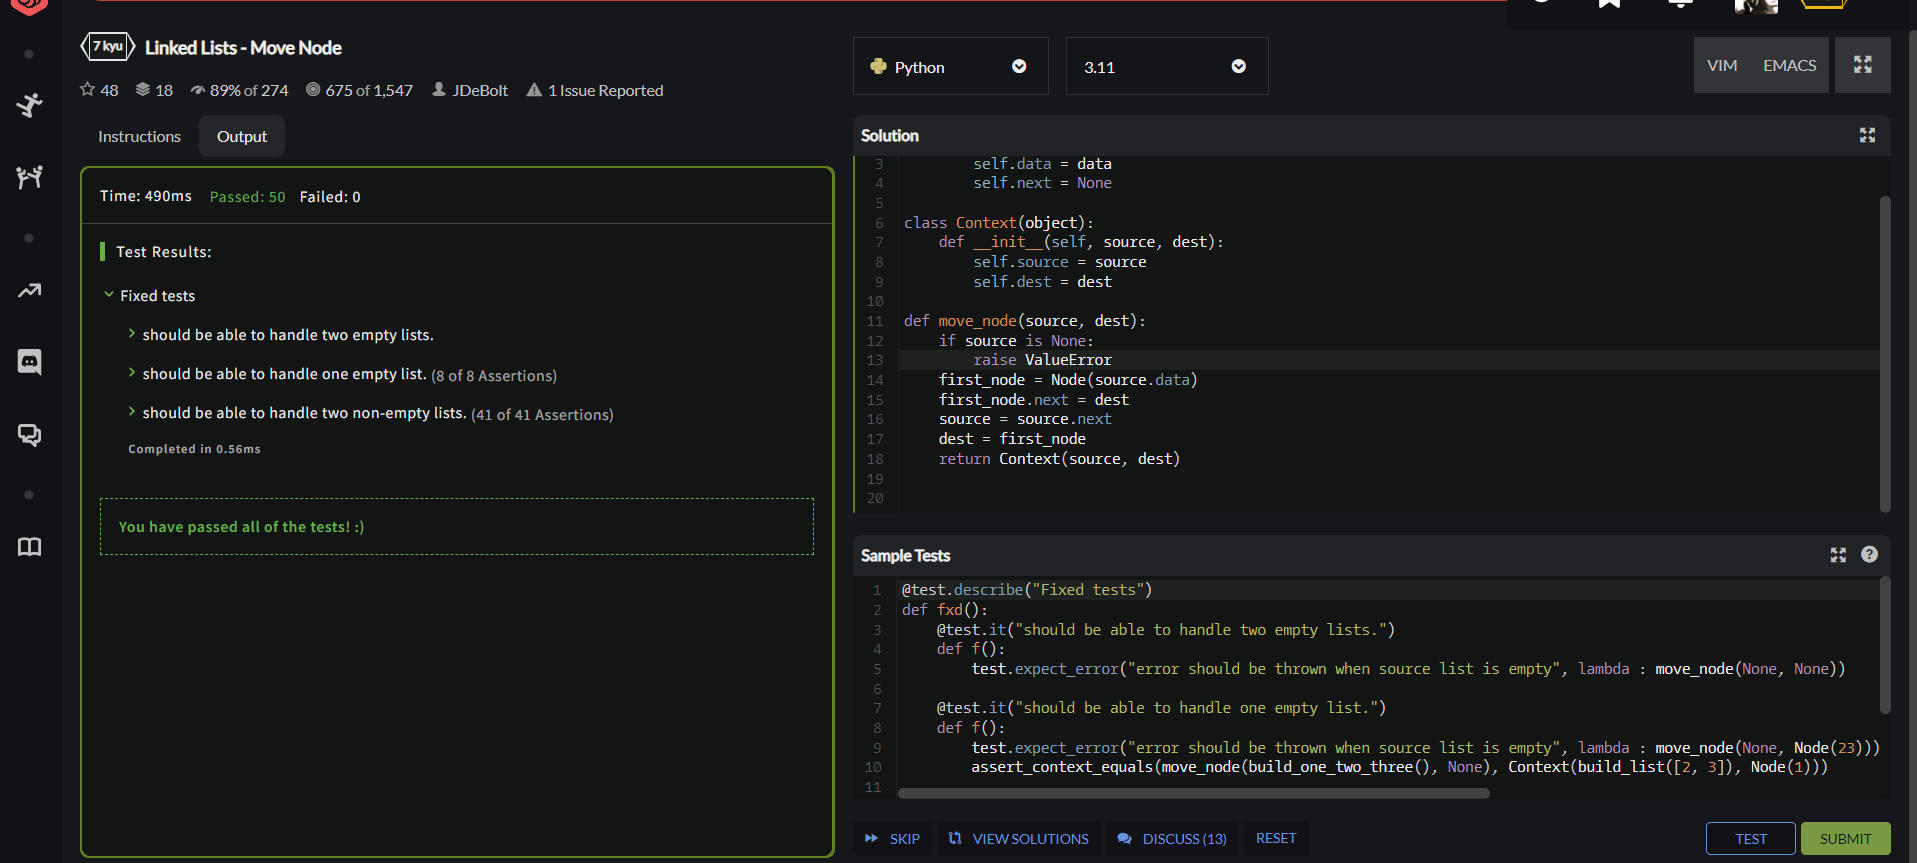 7 kyu
Linked Lists - Move Node
48 18 89% of 274 675 of 1,547 JDeBolt 1 Issue Reported
Instructions Output
Time: 490ms Passed: 50 Failed: 0
Test Results:
Fixed tests
should be able to handle two empty lists.
should be able to handle one empty list. (8 of 8 Assertions)
should be able to handle two non-empty lists. (41 of 41 Assertions)
Completed in 0.56ms
You have passed all of the tests! :)
Python 3.11 VIM EMACS
Solution
3 self.data = data
4 self.next = None
5
6 class Context(object):
7 def __init__(self, source, dest):
8 self.source = source
9 self.dest = dest
10
11 def move_node(source, dest):
12 if source is None:
13 raise ValueError
14 first_node = Node(source.data)
15 first_node.next = dest
16 source = source.next
17 dest = first_node
18 return Context(source, dest)
19
20
Sample Tests
1 @test.describe("Fixed tests")
2 def fxd():
3 @test.it("should be able to handle two empty lists.")
4 def f():
5 test.expect_error("error should be thrown when source list is empty", lambda : move_node(None, None))
6
7 @test.it("should be able to handle one empty list.")
8 def f():
9 test.expect_error("error should be thrown when source list is empty", lambda : move_node(None, Node(23)))
10 assert_context_equals(move_node(build_one_two_three(), None), Context(build_list([2, 3]), Node(1)))
11
SKIP VIEW SOLUTIONS DISCUSS (13) RESET TEST SUBMIT